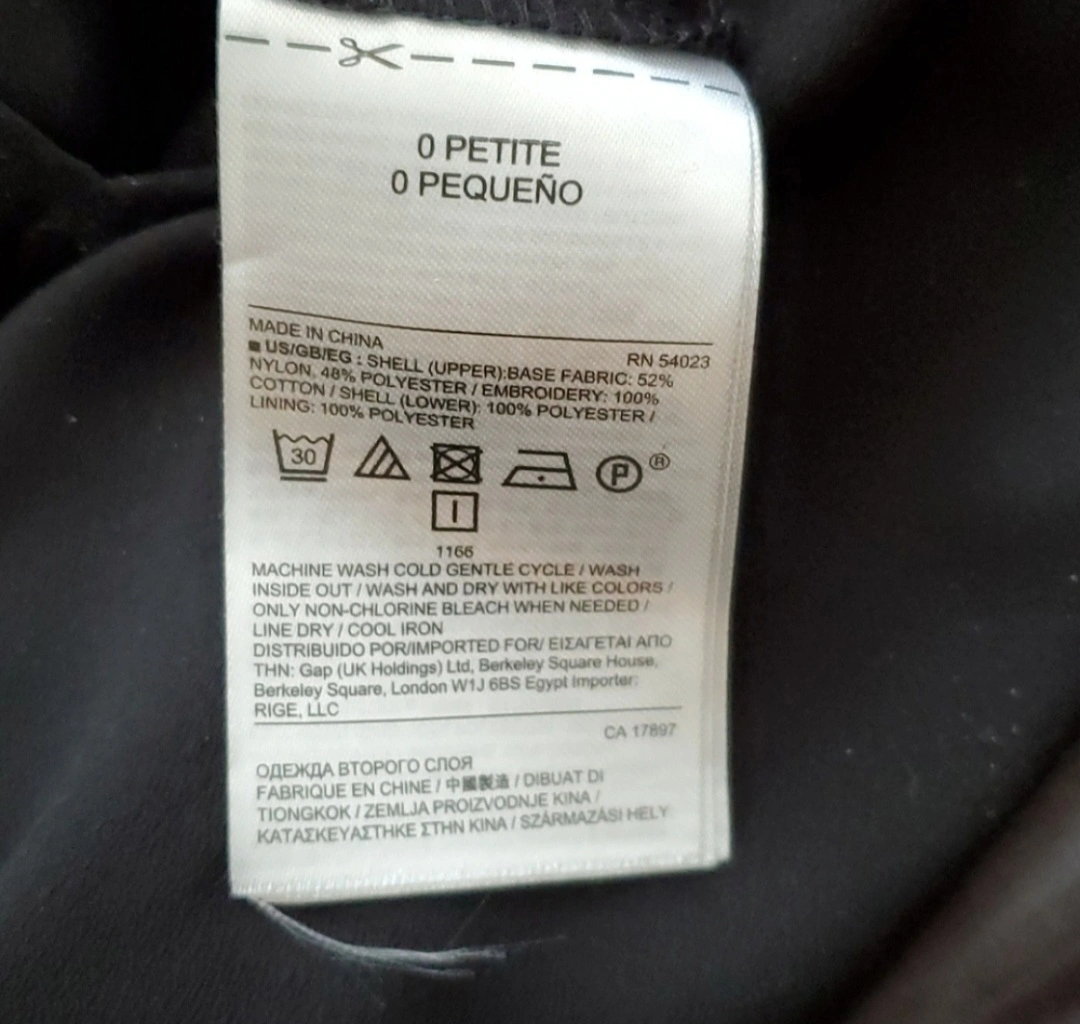 0 PETITE
0 PEQUEÑO
MADE IN CHINA
RN 54023
■ US/GB/EG : SHELL (UPPER):BASE FABRIC: 52%
NYLON, 48% POLYESTER / EMBROIDERY: 100%
COTTON / SHELL (LOWER): 100% POLYESTER /
LINING: 100% POLYESTER
30
P ®
1166
MACHINE WASH COLD GENTLE CYCLE / WASH
INSIDE OUT / WASH AND DRY WITH LIKE COLORS /
ONLY NON-CHLORINE BLEACH WHEN NEEDED /
LINE DRY / COOL IRON
DISTRIBUIDO POR/IMPORTED FOR/ ΕΙΣΑΓΕΤΑΙ ΑΠΟ
ΤΗΝ: Gap (UK Holdings) Ltd, Berkeley Square House,
Berkeley Square, London W1J 6BS Egypt Importer:
RIGE, LLC
CA 17897
ОДЕЖДА ВТОРОГО СЛОЯ
FABRIQUE EN CHINE / 中國製造 / DIBUAT DI
TIONGKOK / ZEMLJA PROIZVODNJE KINA /
ΚΑΤΑΣΚΕΥΑΣΤΗΚΕ ΣΤΗΝ ΚΙΝΑ / SZÁRMAZÁSI HELY